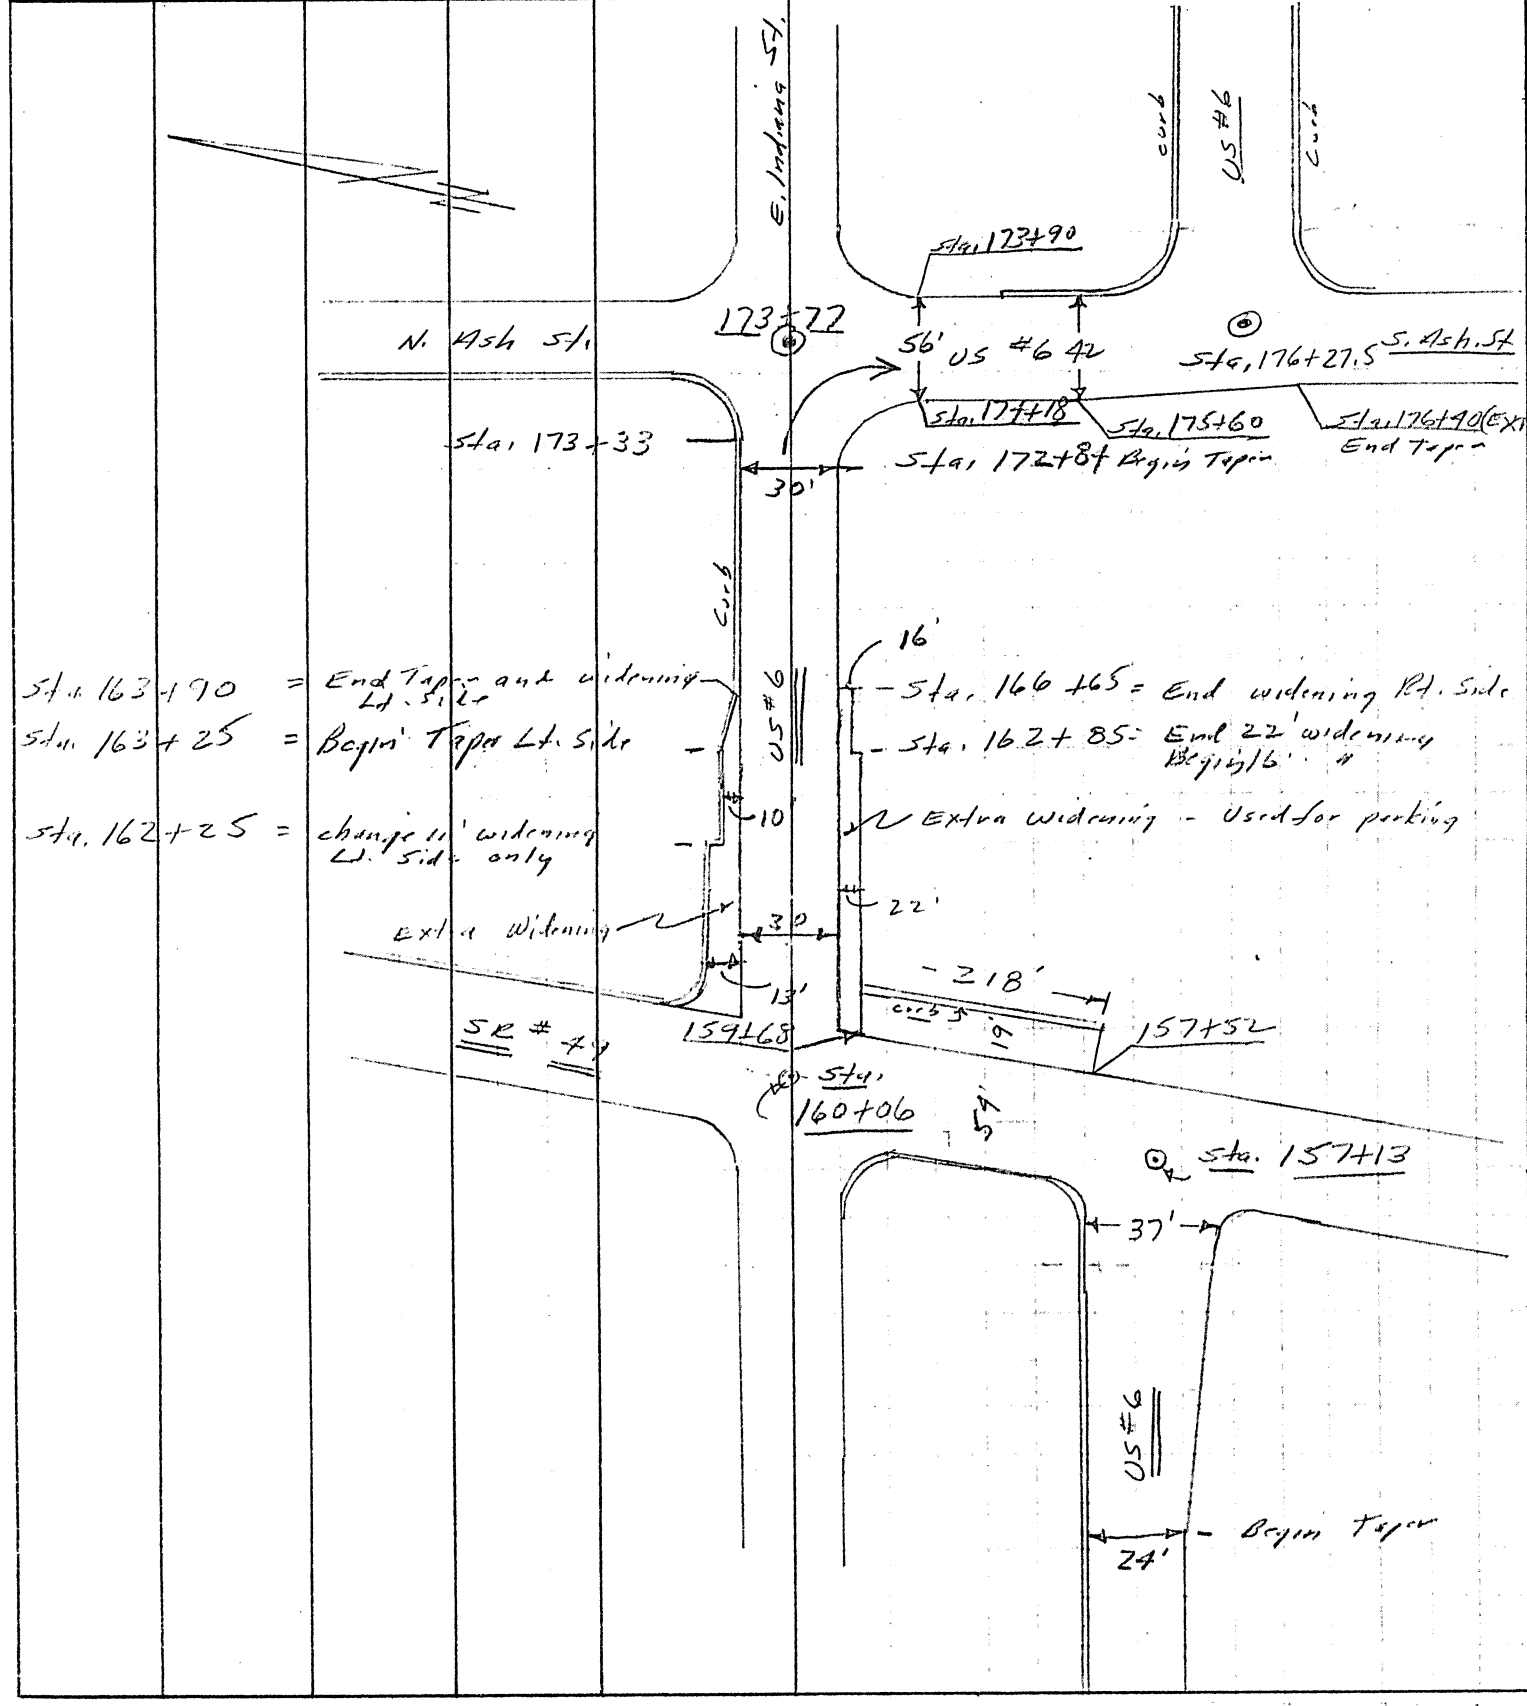 E. Indiana St.
curb
US #6
Curb
Sta. 173+90
N. Ash St.
173+77
56'
US #6
42
Sta. 176+27.5
S. Ash. St
Sta. 174+18
Sta. 175+60
Sta. 176+40 (EX
End Taper
Sta. 173+33
Sta. 172+84 Begin Taper
30'
Curb
16'
Sta. 163+90 = End Taper and widening
Lt. Side
US #6
- Sta. 166+65 = End widening Rt. Side
Sta. 163+25 = Begin Taper Lt. Side
- Sta. 162+85 = End 22' widening
Begin 16' "
10
Extra widening - Used for parking
Sta. 162+25 = change in widening
Lt. Side only
22'
Extra Widening
30
13'
- 218'
curb
19'
SR #
159+68
157+52
Sta.
160+06
54'
Sta. 157+13
37'
US #6
- Begin Taper
24'